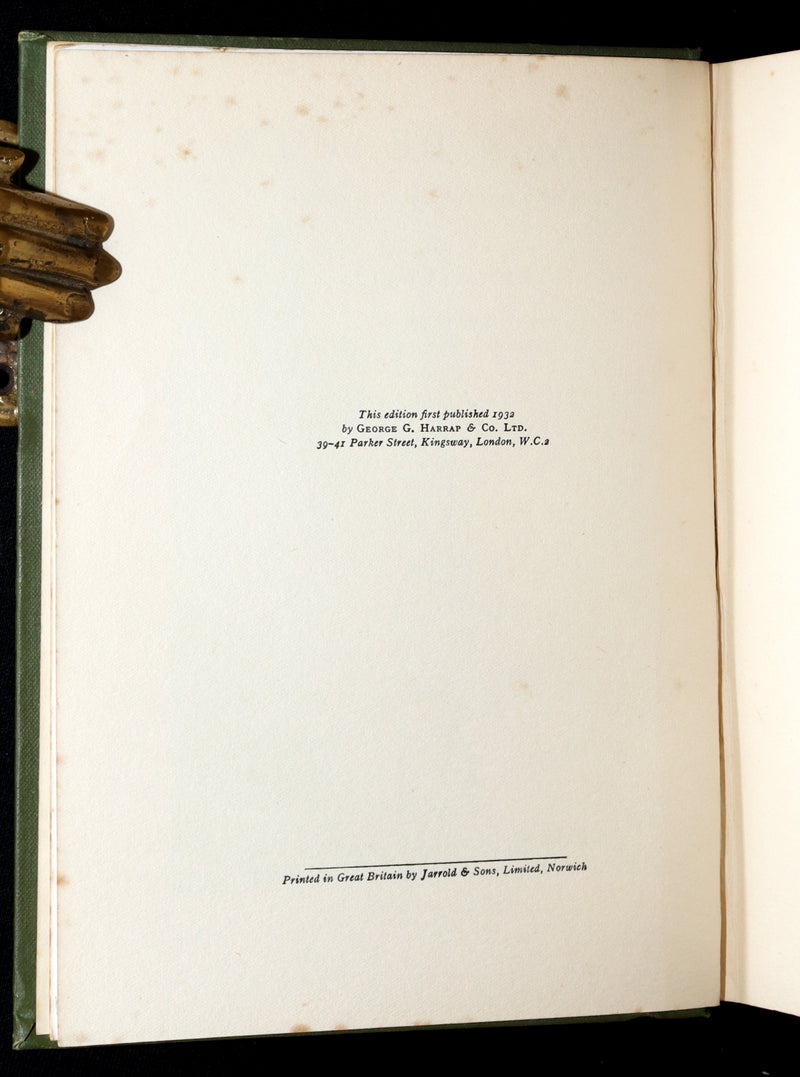 This edition first published 1932
by GEORGE G. HARRAP & CO. LTD.
39-41 Parker Street, Kingsway, London, W.C.2
Printed in Great Britain by Jarrold & Sons, Limited, Norwich